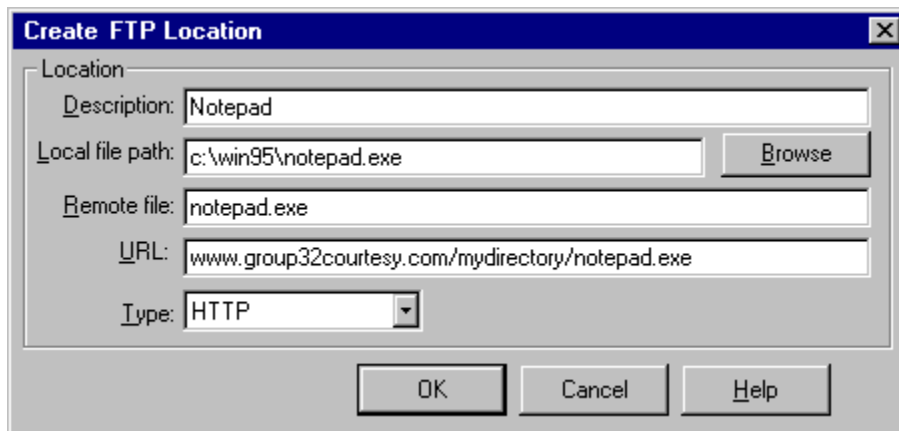 Create FTP Location
Location
Description: Notepad
Local file path: c:\win95\notepad.exe Browse
Remote file: notepad.exe
URL: www.group32courtesy.com/mydirectory/notepad.exe
Type: HTTP
OK Cancel Help